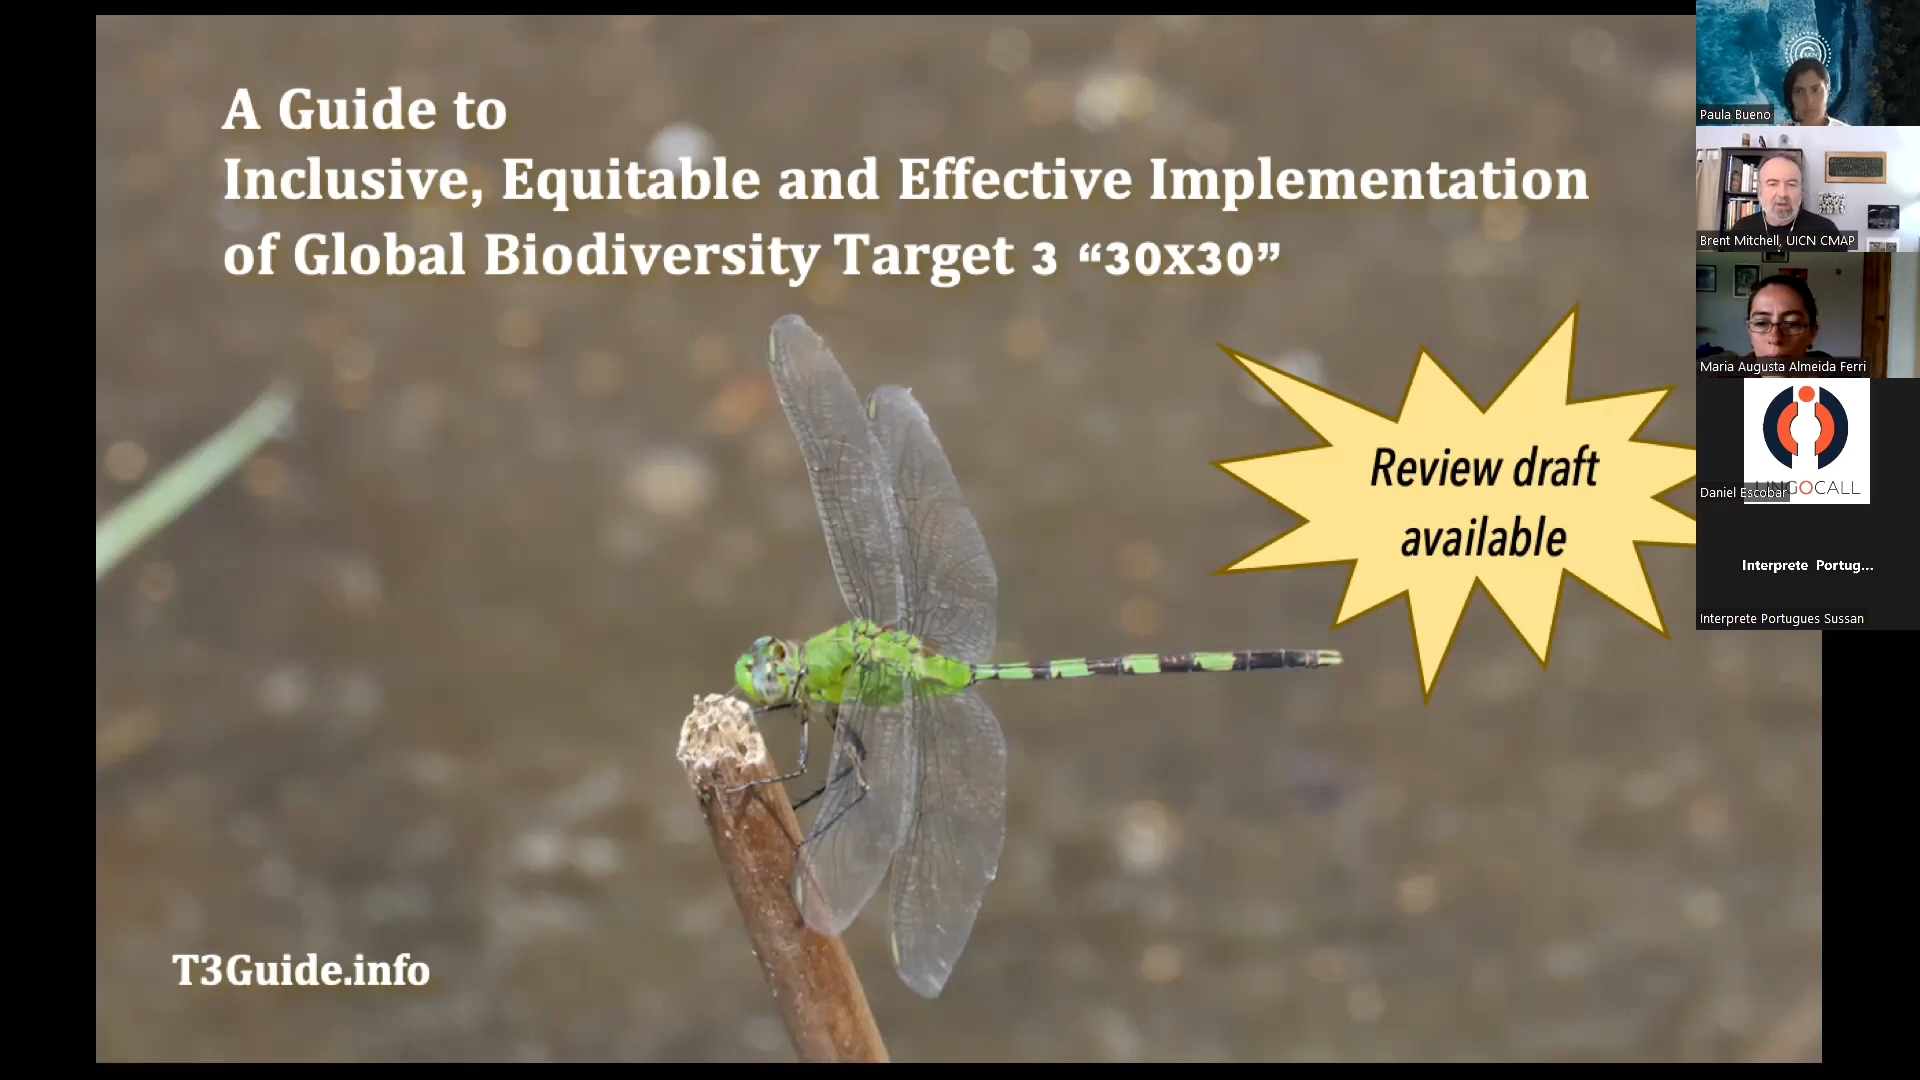 A Guide to
Inclusive, Equitable and Effective Implementation
of Global Biodiversity Target 3 “30x30”
Review draft
available
T3Guide.info
Paula Bueno
Brent Mitchell, UICN CMAP
Maria Augusta Almeida Ferri
Daniel Escobar
GOCALL
Interprete Portug...
Interprete Portugues Sussan